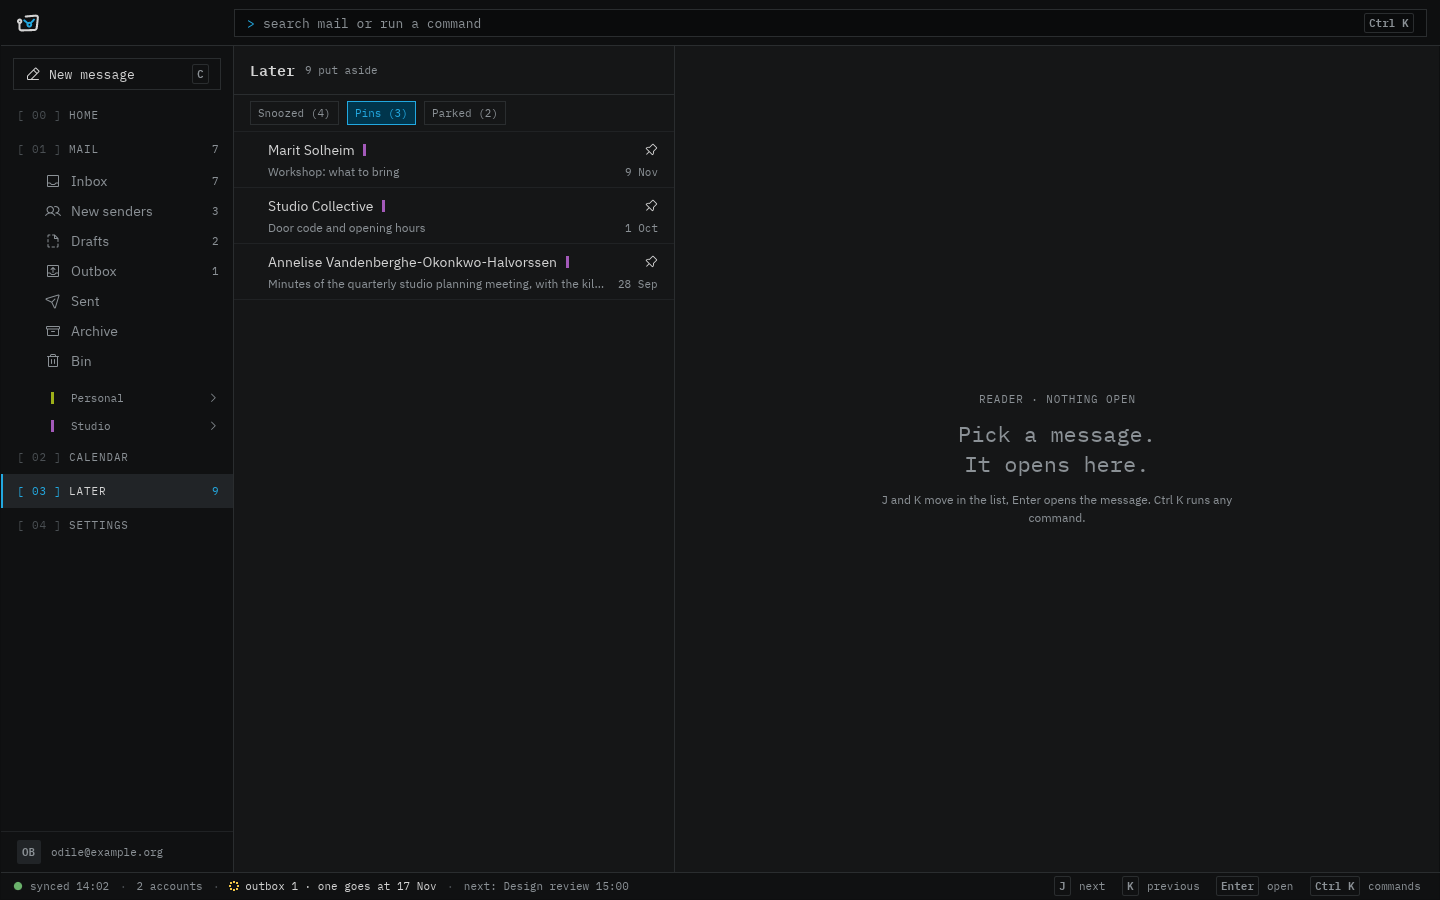 > search mail or run a command Ctrl K
New message C
[ 00 ] HOME
[ 01 ] MAIL 7
Inbox 7
New senders 3
Drafts 2
Outbox 1
Sent
Archive
Bin
Personal
Studio
[ 02 ] CALENDAR
[ 03 ] LATER 9
[ 04 ] SETTINGS
OB odile@example.org
Later 9 put aside
Snoozed (4) Pins (3) Parked (2)
Marit Solheim
Workshop: what to bring 9 Nov
Studio Collective
Door code and opening hours 1 Oct
Annelise Vandenberghe-Okonkwo-Halvorssen
Minutes of the quarterly studio planning meeting, with the kil... 28 Sep
READER · NOTHING OPEN
Pick a message.
It opens here.
J and K move in the list, Enter opens the message. Ctrl K runs any
command.
synced 14:02 · 2 accounts · outbox 1 · one goes at 17 Nov · next: Design review 15:00
J next K previous Enter open Ctrl K commands